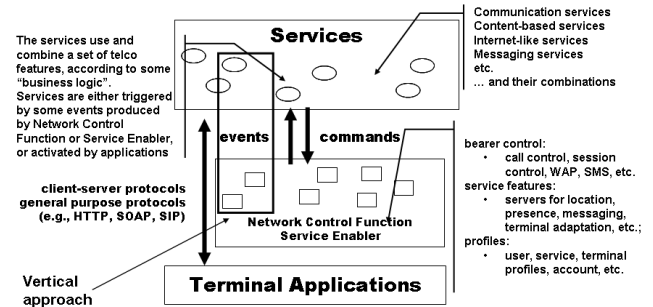 Services
The services use and
combine a set of telco
features, according to some
“business logic”.
Services are either triggered
by some events produced
by Network Control
Function or Service Enabler,
or activated by applications
Communication services
Content-based services
Internet-like services
Messaging services
etc.
… and their combinations
events
commands
client-server protocols
general purpose protocols
(e.g., HTTP, SOAP, SIP)
Network Control Function
Service Enabler
bearer control:
• call control, session
control, WAP, SMS, etc.
service features:
• servers for location,
presence, messaging,
terminal adaptation, etc.;
profiles:
• user, service, terminal
profiles, account, etc.
Vertical
approach
Terminal Applications